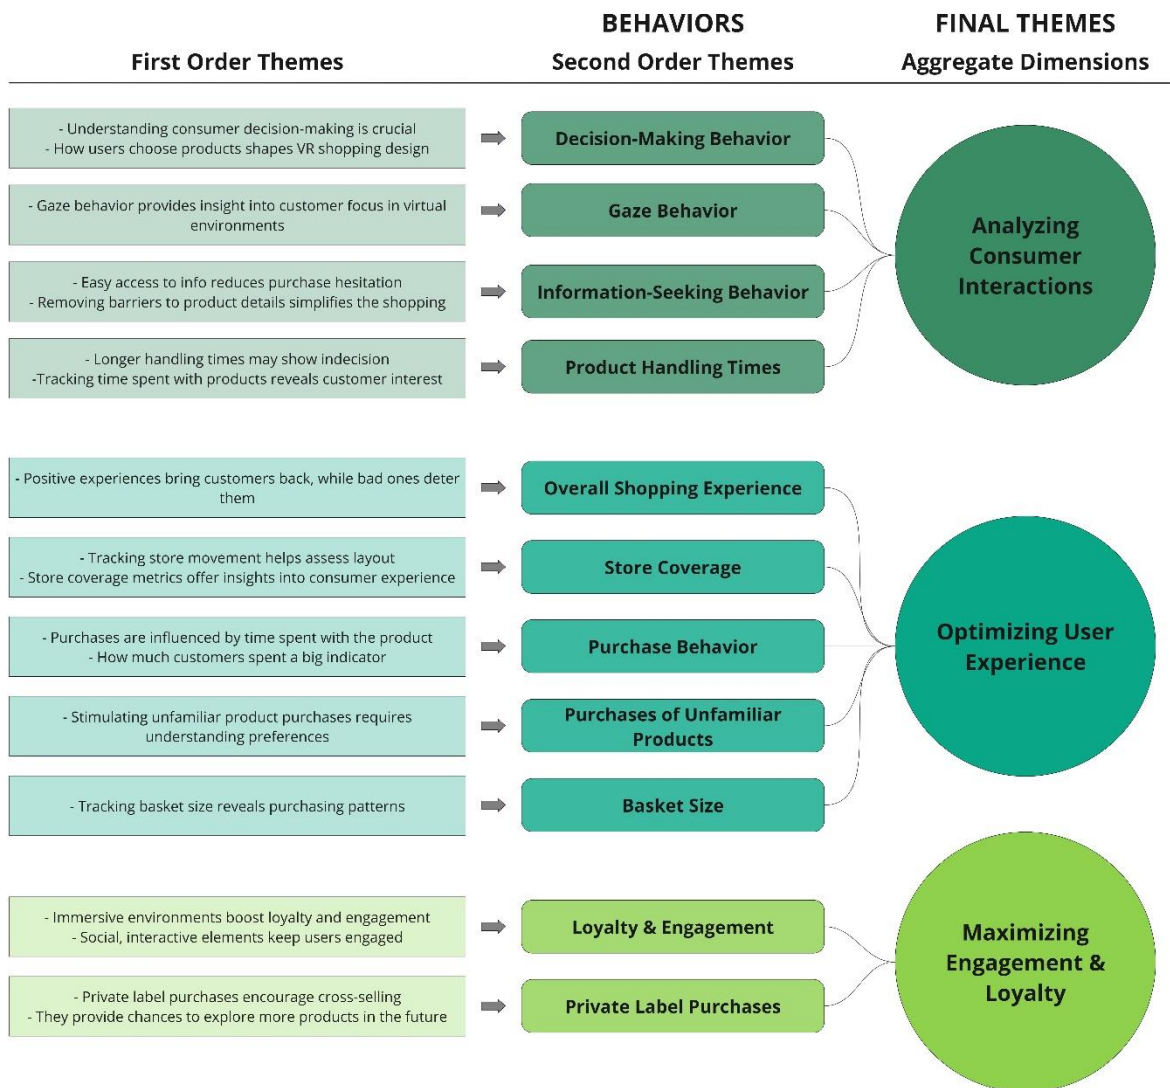 BEHAVIORS
FINAL THEMES
First Order Themes
Second Order Themes
Aggregate Dimensions
- Understanding consumer decision-making is crucial
- How users choose products shapes VR shopping design
Decision-Making Behavior
- Gaze behavior provides insight into customer focus in virtual
environments
Gaze Behavior
- Easy access to info reduces purchase hesitation
- Removing barriers to product details simplifies the shopping
Information-Seeking Behavior
- Longer handling times may show indecision
-Tracking time spent with products reveals customer interest
Product Handling Times
Analyzing
Consumer
Interactions
- Positive experiences bring customers back, while bad ones deter
them
Overall Shopping Experience
- Tracking store movement helps assess layout
- Store coverage metrics offer insights into consumer experience
Store Coverage
- Purchases are influenced by time spent with the product
- How much customers spent a big indicator
Purchase Behavior
- Stimulating unfamiliar product purchases requires
understanding preferences
Purchases of Unfamiliar
Products
- Tracking basket size reveals purchasing patterns
Basket Size
Optimizing User
Experience
- Immersive environments boost loyalty and engagement
- Social, interactive elements keep users engaged
Loyalty & Engagement
- Private label purchases encourage cross-selling
- They provide chances to explore more products in the future
Private Label Purchases
Maximizing
Engagement &
Loyalty